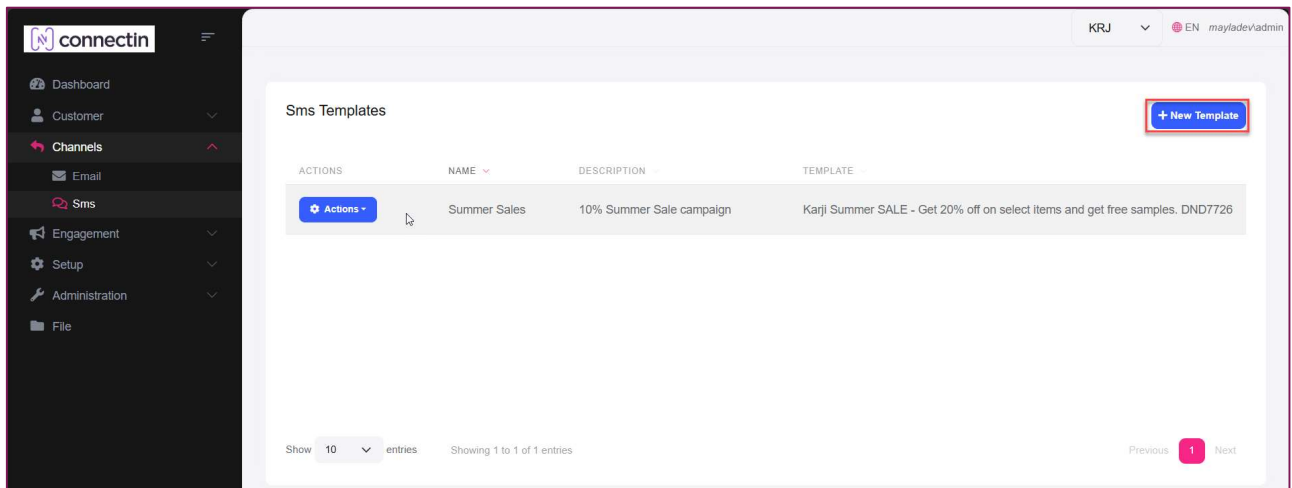 connectin
KRJ
EN mayladev\admin
Dashboard
Customer
Channels
Email
Sms
Engagement
Setup
Administration
File
Sms Templates
+ New Template
ACTIONS NAME DESCRIPTION TEMPLATE
Actions Summer Sales 10% Summer Sale campaign Karji Summer SALE - Get 20% off on select items and get free samples. DND7726
Show 10 entries Showing 1 to 1 of 1 entries Previous 1 Next